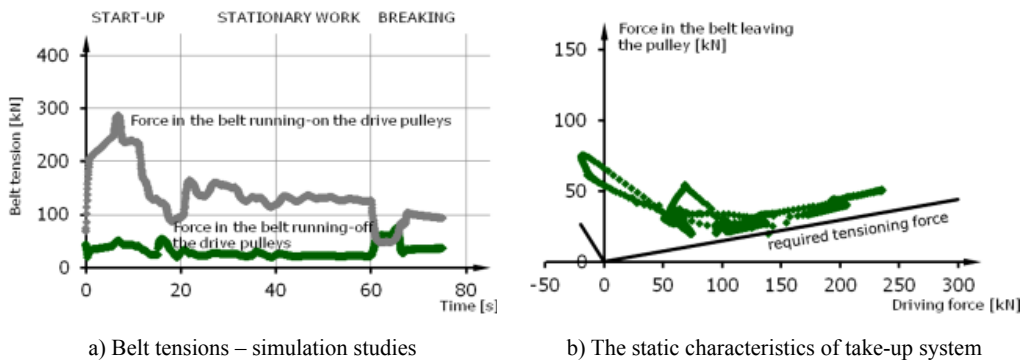 START-UP STATIONARY WORK BREAKING
Belt tension [kN]
400
300
200
100
0
Force in the belt running-on the drive pulleys
Force in the belt running-off
the drive pulleys
0 20 40 60 80
Time [s]
a) Belt tensions – simulation studies
Force in the belt leaving
the pulley [kN]
150
100
50
0
required tensioning force
-50 0 50 100 150 200 250 300
Driving force [kN]
b) The static characteristics of take-up system